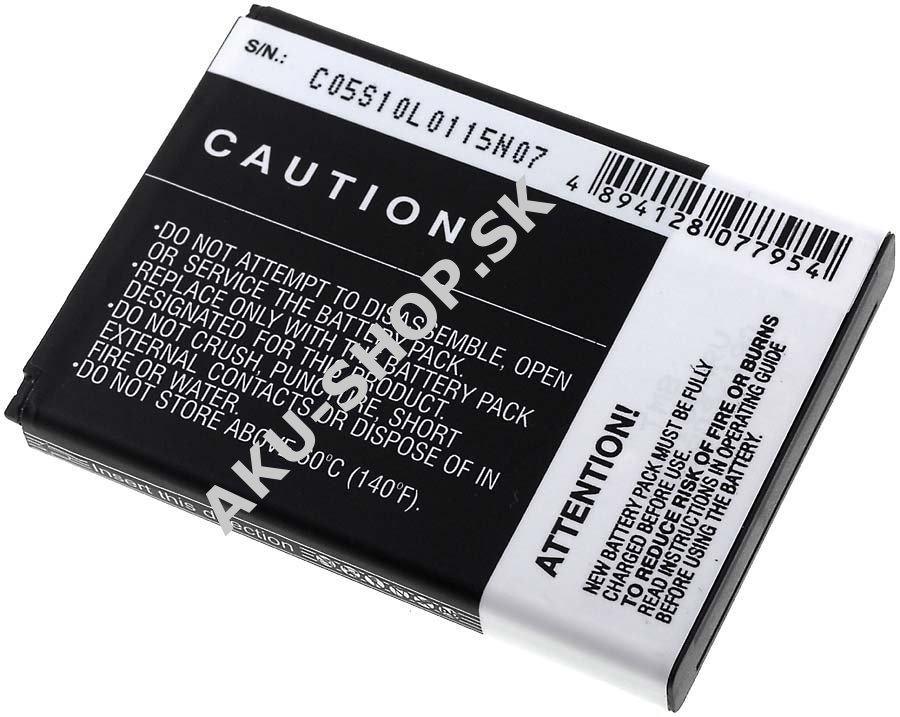 S/N.: C05S10L0115N07
4 894128 077954
CAUTION
•DO NOT ATTEMPT TO DISASSEMBLE, OPEN
OR SERVICE THE BATTERY PACK.
•REPLACE ONLY WITH THE BATTERY PACK
DESIGNATED FOR THIS PRODUCT.
•DO NOT CRUSH, PUNCTURE, SHORT
EXTERNAL CONTACTS OR DISPOSE OF IN
FIRE OR WATER.
•DO NOT STORE ABOVE 60°C (140°F).
ATTENTION!
NEW BATTERY PACK MUST BE FULLY
CHARGED BEFORE USE.
TO REDUCE RISK OF FIRE OR BURNS
READ INSTRUCTIONS IN OPERATING GUIDE
BEFORE USING THE BATTERY.
Insert this direction
AKU-SHOP.SK